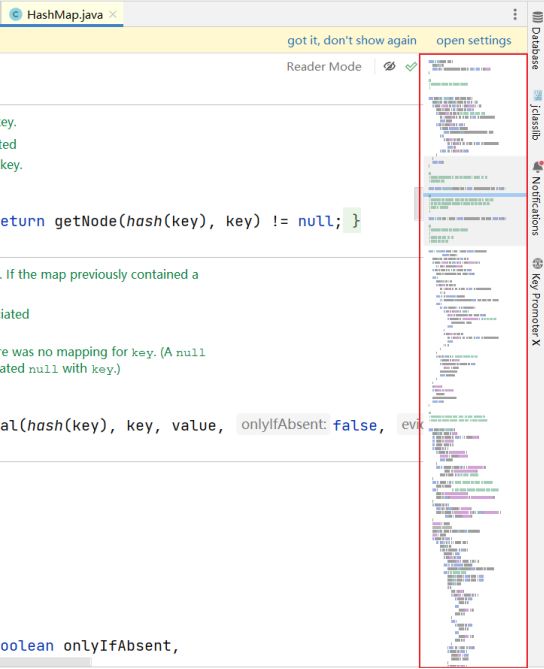 HashMap.java
got it, don't show again open settings
Reader Mode
key.
ted
key.
eturn getNode(hash(key), key) != null; }
. If the map previously contained a
iated
re was no mapping for key. (A null
ated null with key.)
al(hash(key), key, value, onlyIfAbsent: false, evic
oolean onlyIfAbsent,
Database
jclasslib
Notifications
Key Promoter X